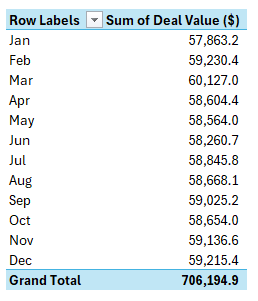 Row Labels Sum of Deal Value ($)
Jan 57,863.2
Feb 59,230.4
Mar 60,127.0
Apr 58,604.4
May 58,564.0
Jun 58,260.7
Jul 58,845.8
Aug 58,668.1
Sep 59,025.2
Oct 58,654.0
Nov 59,136.6
Dec 59,215.4
Grand Total 706,194.9